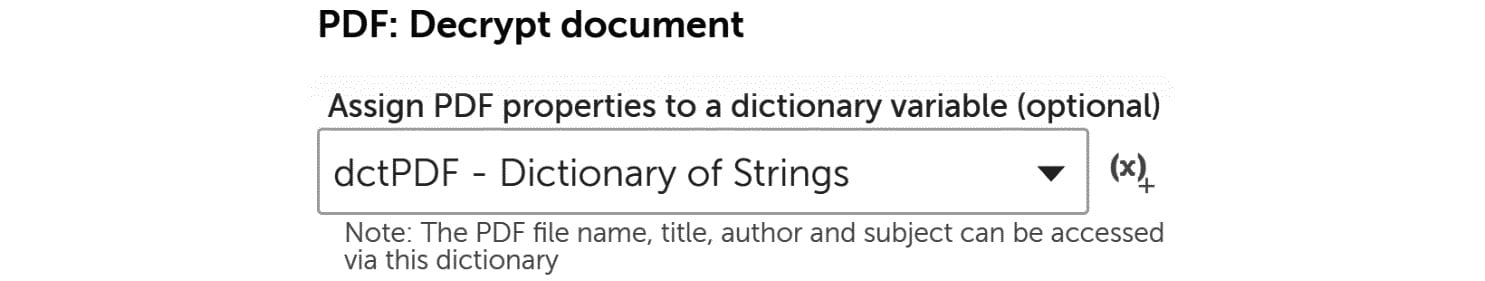 PDF: Decrypt document
Assign PDF properties to a dictionary variable (optional)
dctPDF - Dictionary of Strings
(x)+
Note: The PDF file name, title, author and subject can be accessed
via this dictionary